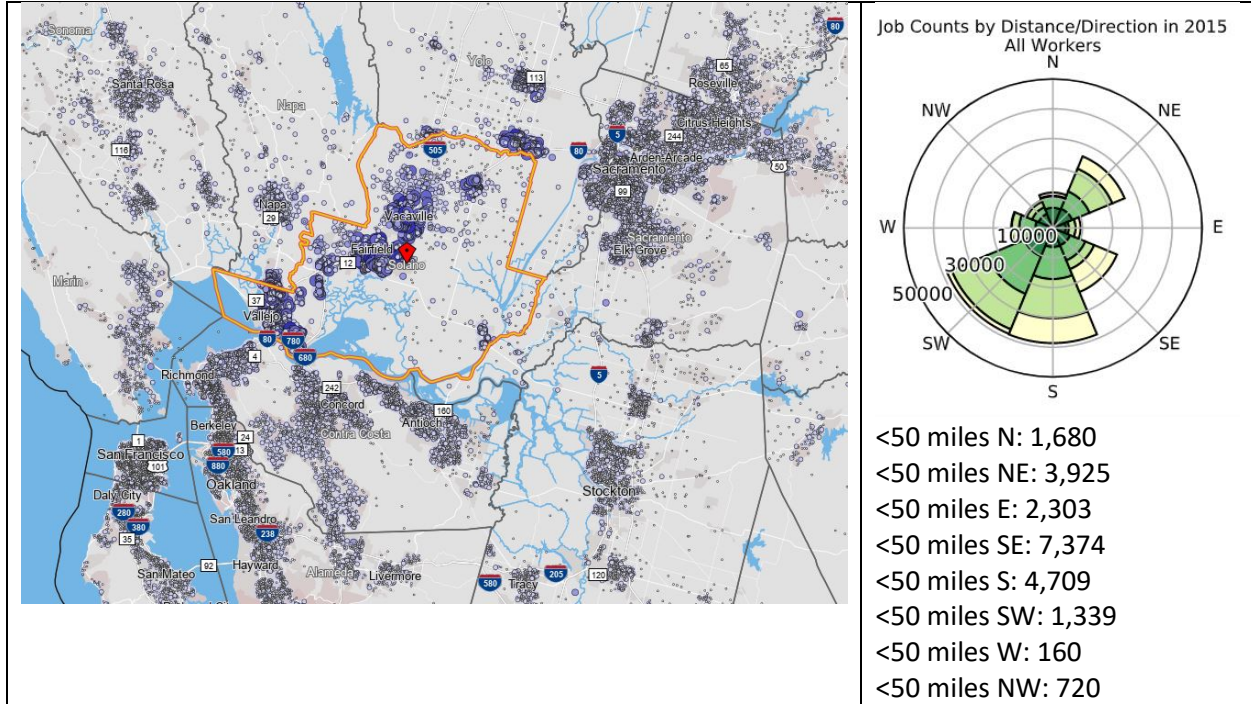 Sonoma
80
Yolo
Santa Rosa
113
65
Roseville
Napa
116
5
Citrus Heights
244
505
80
Arden-Arcade
50
Sacramento
99
Napa
29
Vacaville
Sacramento
Elk Grove
Fairfield
12
Solano
Marin
37
Vallejo
80
780
680
4
5
Richmond
242
Concord
160
Antioch
Berkeley
24
Contra Costa
1
580
13
San Francisco
101
880
Oakland
Stockton
Daly City
280
San Leandro
380
238
35
Hayward
92
San Mateo
Alameda
Livermore
580
205
120
Tracy
Job Counts by Distance/Direction in 2015
All Workers
N
NW
NE
W
E
10000
30000
50000
SW
SE
S
<50 miles N: 1,680
<50 miles NE: 3,925
<50 miles E: 2,303
<50 miles SE: 7,374
<50 miles S: 4,709
<50 miles SW: 1,339
<50 miles W: 160
<50 miles NW: 720